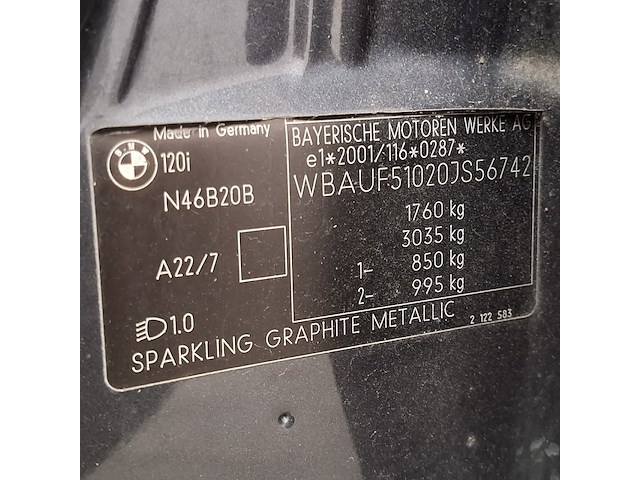 Made in Germany
BMW
120i
N46B20B
A22/7
1.0
BAYERISCHE MOTOREN WERKE AG
e1*2001/116*0287*
WBAUF51020JS56742
1760 kg
3035 kg
1- 850 kg
2- 995 kg
SPARKLING GRAPHITE METALLIC
2 122 583